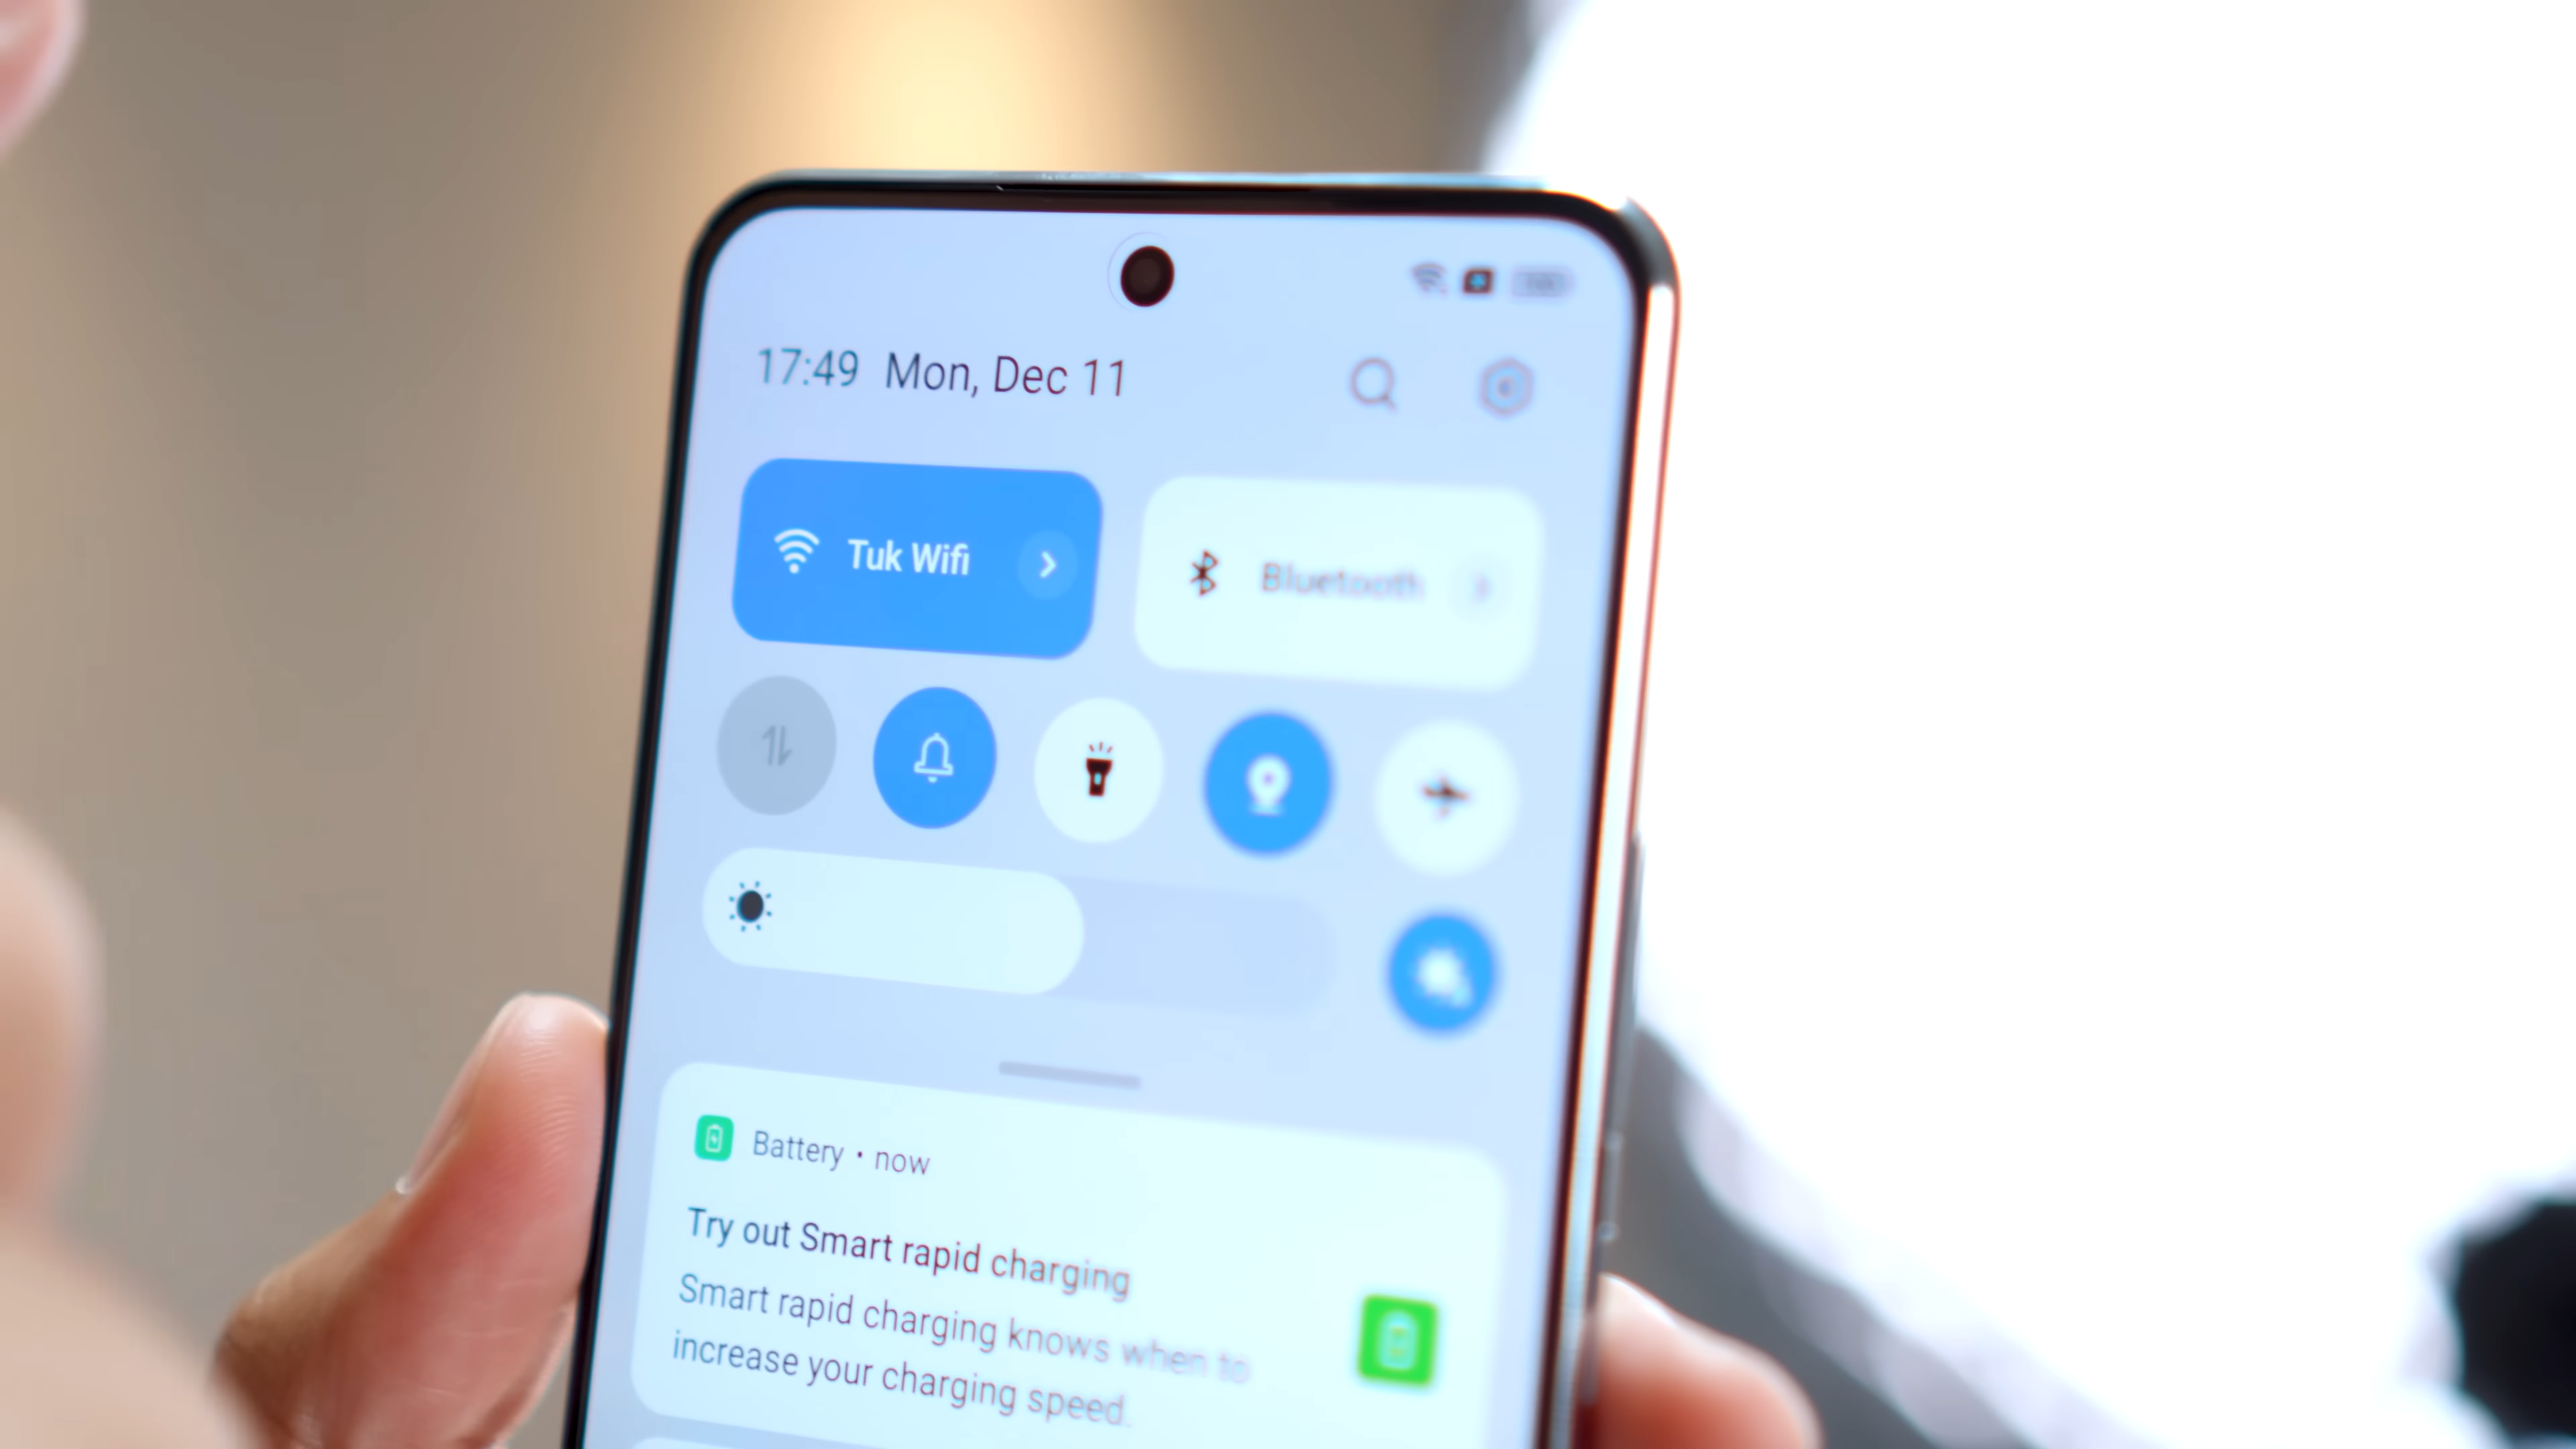 17:49 Mon, Dec 11
Tuk Wifi
Bluetooth
Battery • now
Try out Smart rapid charging
Smart rapid charging knows when to
increase your charging speed.